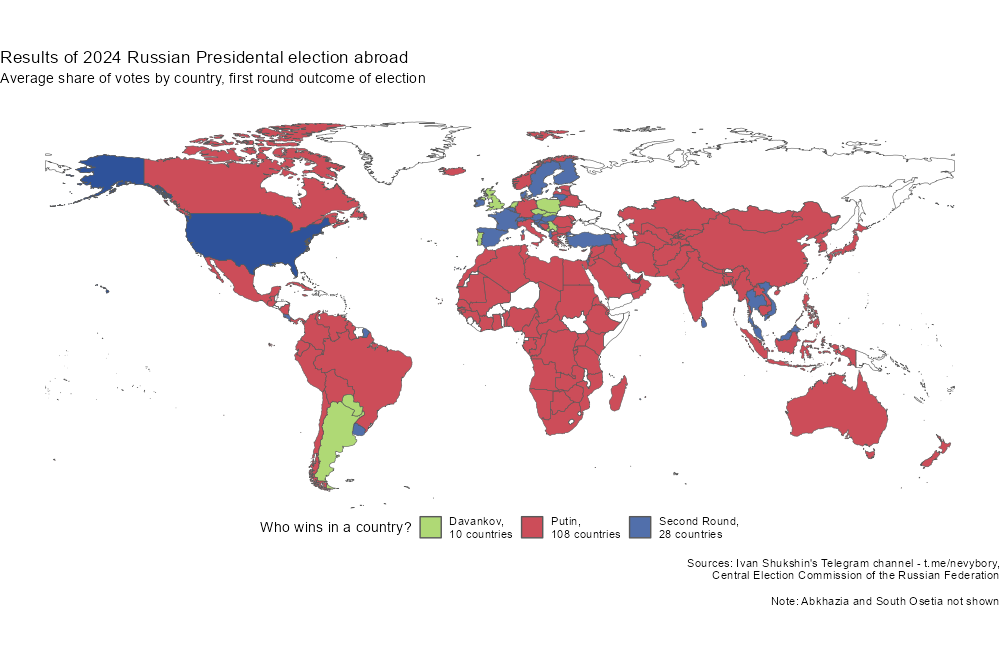 Results of 2024 Russian Presidental election abroad
Average share of votes by country, first round outcome of election
Who wins in a country?
Davankov,
10 countries
Putin,
108 countries
Second Round,
28 countries
Sources: Ivan Shukshin's Telegram channel - t.me/nevybory,
Central Election Commission of the Russian Federation
Note: Abkhazia and South Osetia not shown